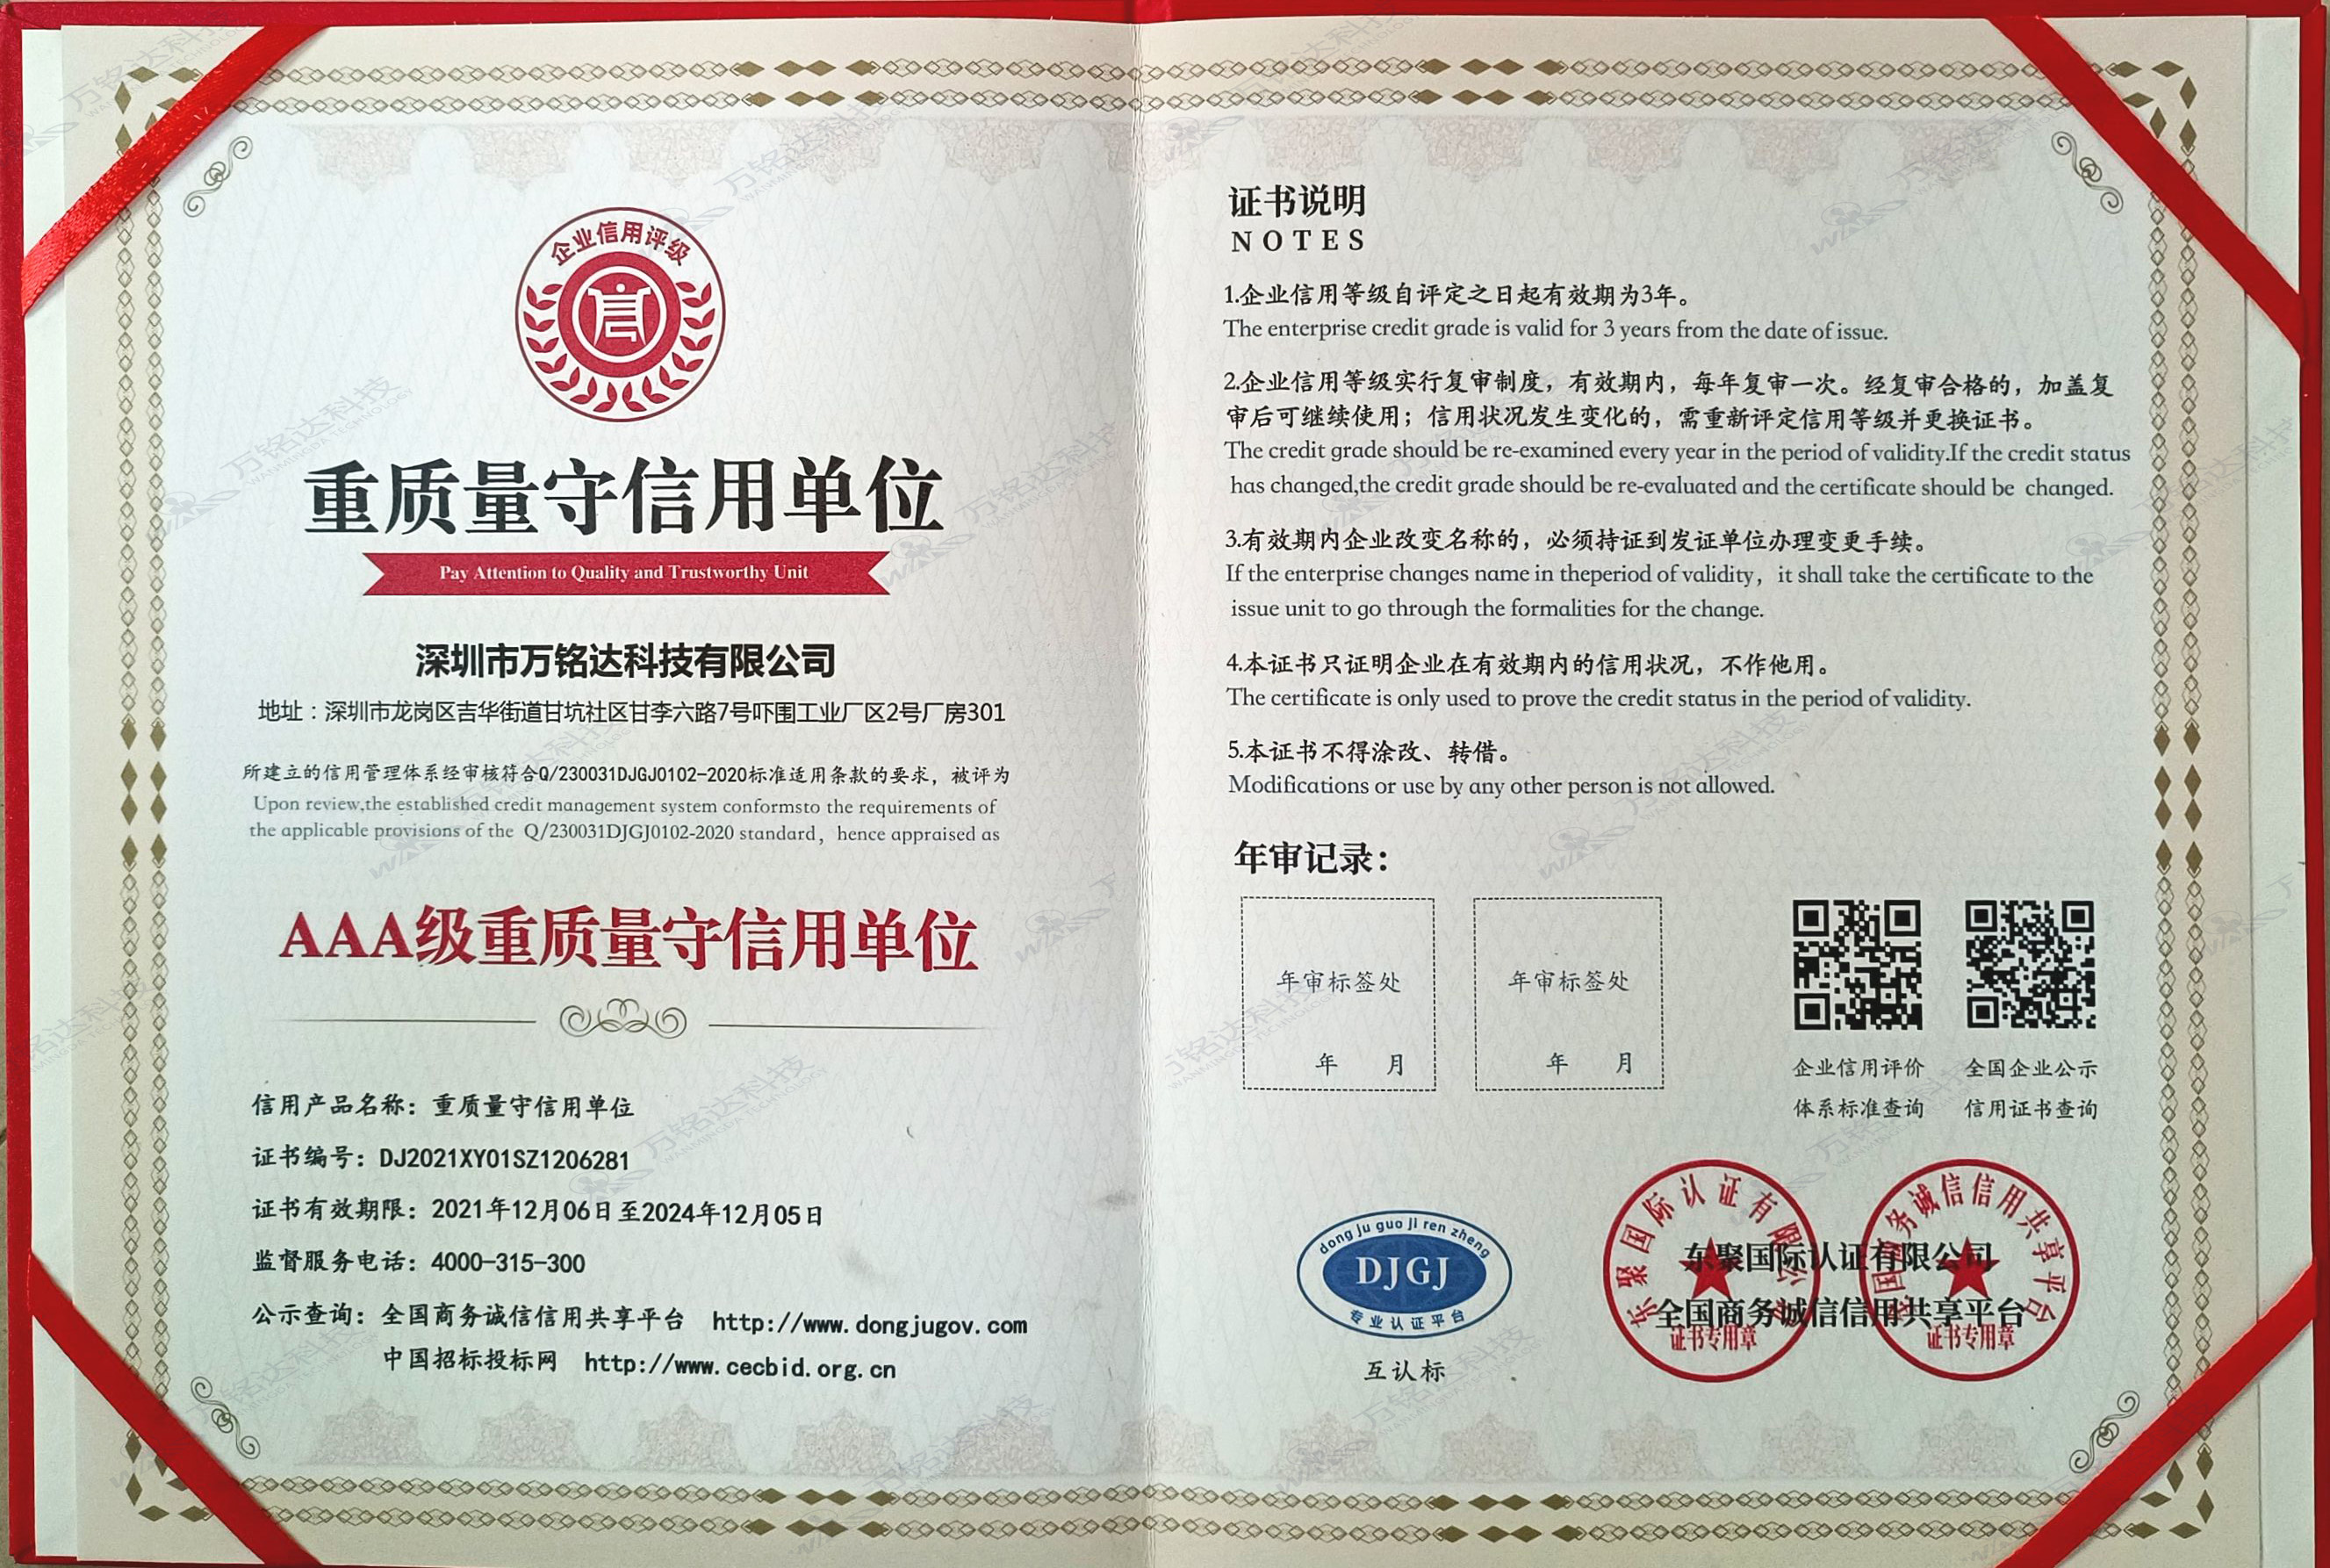 企业信用评级
信
重质量守信用单位
Pay Attention to Quality and Trustworthy Unit
深圳市万铭达科技有限公司
地址：深圳市龙岗区吉华街道甘坑社区甘李六路7号吓围工业厂区2号厂房301
所建立的信用管理体系经审核符合Q/230031DJGJ0102-2020标准适用条款的要求，被评为
Upon review,the established credit management system conformsto the requirements of
the applicable provisions of the Q/230031DJGJ0102-2020 standard，hence appraised as
AAA级重质量守信用单位
信用产品名称：重质量守信用单位
证书编号：DJ2021XY01SZ1206281
证书有效期限：2021年12月06日至2024年12月05日
监督服务电话：4000-315-300
公示查询：全国商务诚信信用共享平台 http://www.dongjugov.com
中国招标投标网 http://www.cecbid.org.cn
证书说明
NOTES
1.企业信用等级自评定之日起有效期为3年。
The enterprise credit grade is valid for 3 years from the date of issue.
2.企业信用等级实行复审制度，有效期内，每年复审一次。经复审合格的，加盖复
审后可继续使用；信用状况发生变化的，需重新评定信用等级并更换证书。
The credit grade should be re-examined every year in the period of validity.If the credit status
has changed,the credit grade should be re-evaluated and the certificate should be changed.
3.有效期内企业改变名称的，必须持证到发证单位办理变更手续。
If the enterprise changes name in theperiod of validity，it shall take the certificate to the
issue unit to go through the formalities for the change.
4.本证书只证明企业在有效期内的信用状况，不作他用。
The certificate is only used to prove the credit status in the period of validity.
5.本证书不得涂改、转借。
Modifications or use by any other person is not allowed.
年审记录：
年审标签处
年 月
年审标签处
年 月
企业信用评价
体系标准查询
全国企业公示
信用证书查询
dong ju guo ji ren zheng
DJGJ
专业认证平台
互认标
东聚国际认证有限公司
证书专用章
全国商务诚信信用共享平台
证书专用章
东聚国际认证有限公司
全国商务诚信信用共享平台
万铭达科技
WANMINGDA TECHNOLOGY